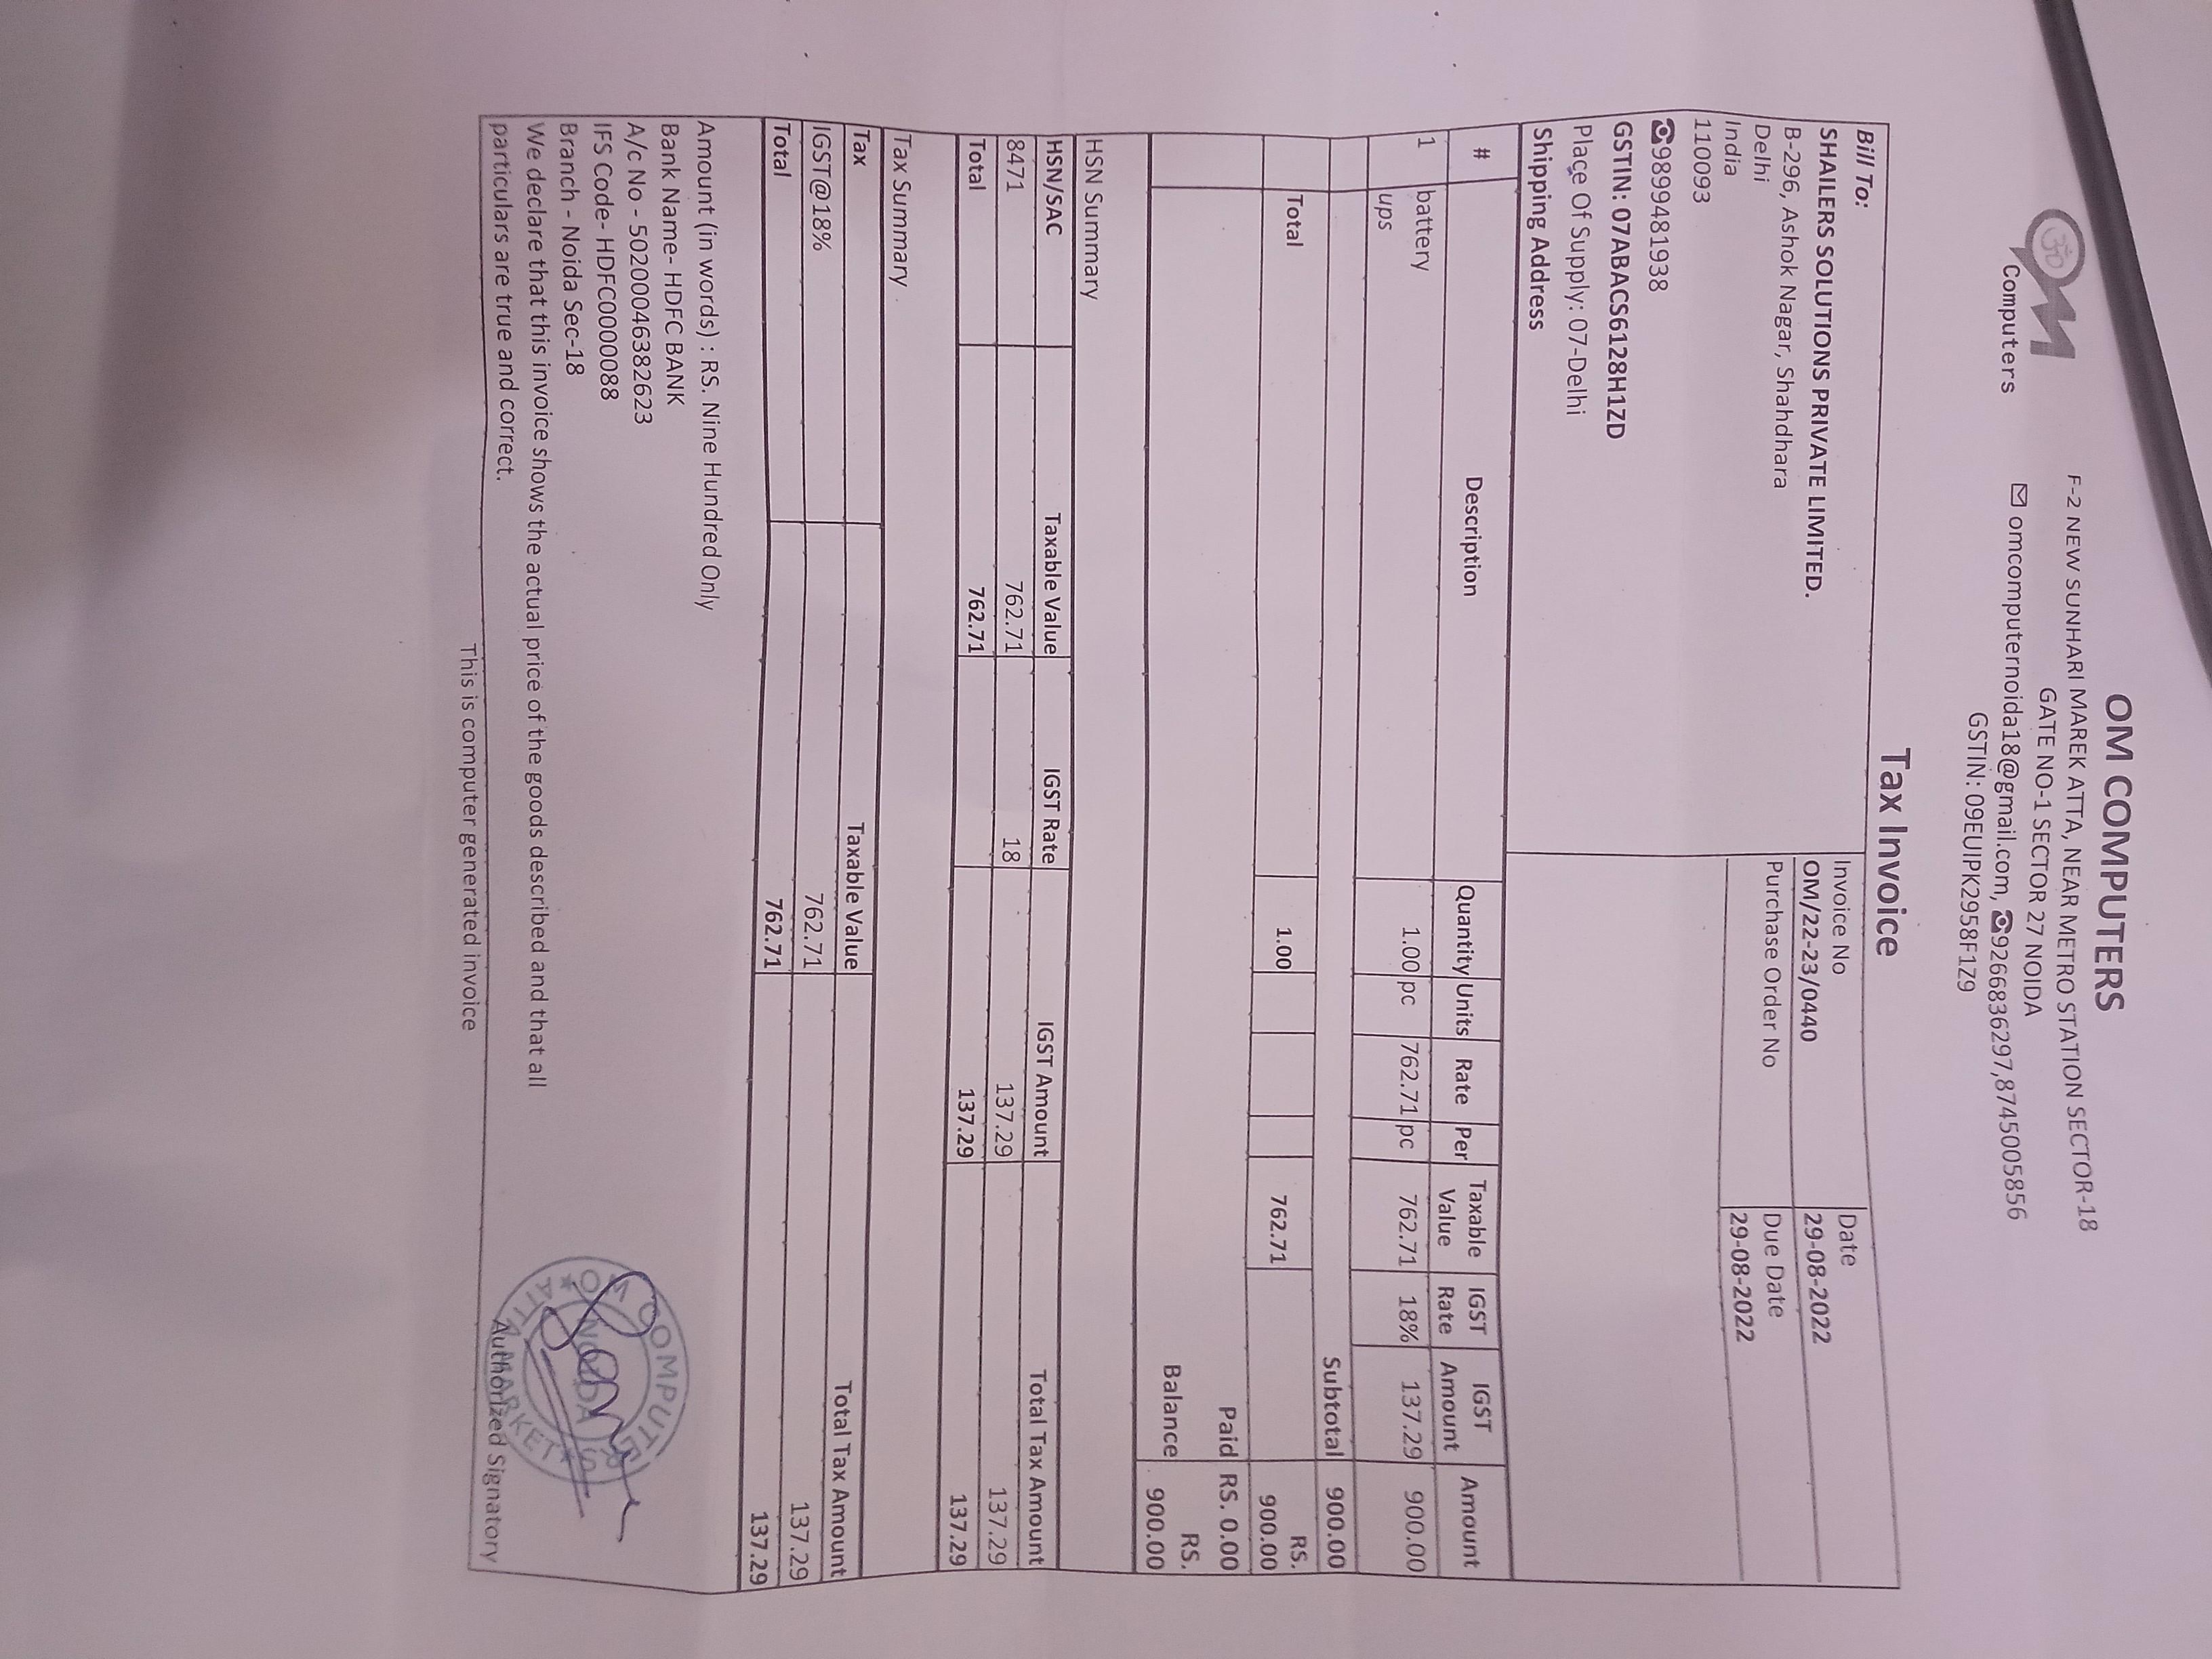 ॐ
Computers
OM COMPUTERS
F-2 NEW SUNHARI MAREK ATTA, NEAR METRO STATION SECTOR-18
GATE NO-1 SECTOR 27 NOIDA
omcomputernoida18@gmail.com, 9266836297,8745005856
GSTIN: 09EUIPK2958F1Z9
Tax Invoice
Bill To:
SHAILERS SOLUTIONS PRIVATE LIMITED.
B-296, Ashok Nagar, Shahdhara
Delhi
India
110093
9899481938
GSTIN: 07ABACS6128H1ZD
Place Of Supply: 07-Delhi
Shipping Address
Invoice No Date
OM/22-23/0440 29-08-2022
Purchase Order No Due Date
29-08-2022
# Description Quantity Units Rate Per Taxable Value IGST Rate IGST Amount Amount
1 battery 1.00 pc 762.71 pc 762.71 18% 137.29 900.00
ups
Subtotal 900.00
Total 1.00 762.71 RS. 900.00
Paid RS. 0.00
Balance RS. 900.00
HSN Summary
HSN/SAC Taxable Value IGST Rate IGST Amount Total Tax Amount
8471 762.71 18 137.29 137.29
Total 762.71 137.29 137.29
Tax Summary
Tax Taxable Value Total Tax Amount
IGST@18% 762.71 137.29
Total 762.71 137.29
Amount (in words) : RS. Nine Hundred Only
Bank Name- HDFC BANK
A/c No - 50200046382623
IFS Code- HDFC0000088
Branch - Noida Sec-18
We declare that this invoice shows the actual price of the goods described and that all
particulars are true and correct.
OM COMPUTE
NOIDA
ATTA MARKET
Authorized Signatory
This is computer generated invoice